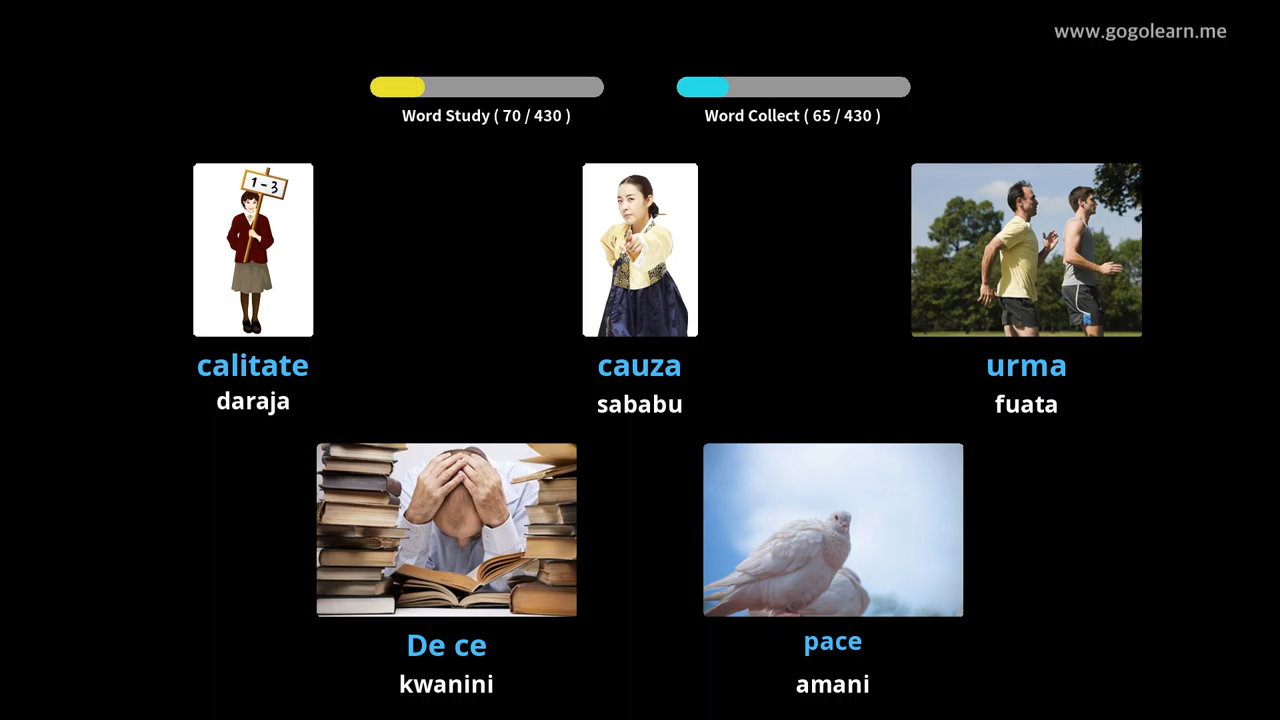 www.gogolearn.me
Word Study ( 70 / 430 )
Word Collect ( 65 / 430 )
1-3
calitate
daraja
cauza
sababu
urma
fuata
De ce
kwanini
pace
amani